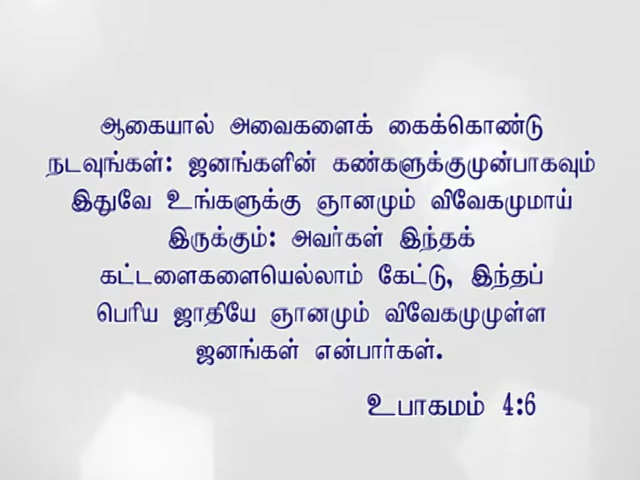 ஆகையால் அவைகளைக் கைக்கொண்டு
நடவுங்கள்: ஜனங்களின் கண்களுக்குமுன்பாகவும்
இதுவே உங்களுக்கு ஞானமும் விவேகமுமாய்
இருக்கும்: அவர்கள் இந்தக்
கட்டளைகளையெல்லாம் கேட்டு, இந்தப்
பெரிய ஜாதியே ஞானமும் விவேகமுமுள்ள
ஜனங்கள் என்பார்கள்.
உபாகமம் 4:6